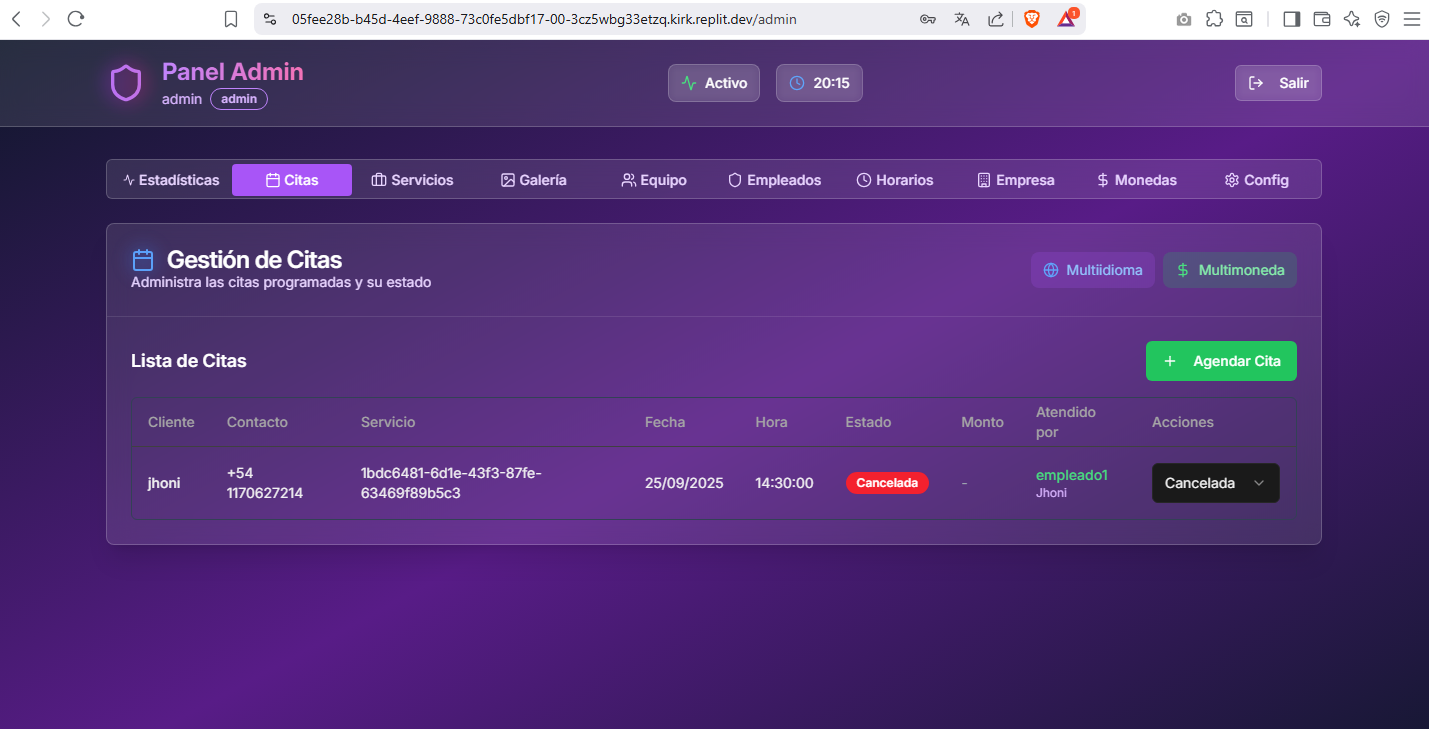 05fee28b-b45d-4eef-9888-73c0fe5dbf17-00-3cz5wbg33etzq.kirk.replit.dev/admin
1
Panel Admin
admin admin
Activo
20:15
Salir
Estadísticas Citas Servicios Galería Equipo Empleados Horarios Empresa Monedas Config
Gestión de Citas
Administra las citas programadas y su estado
Multiidioma
Multimoneda
Lista de Citas
+ Agendar Cita
Cliente Contacto Servicio Fecha Hora Estado Monto Atendido por Acciones
jhoni
+54
1170627214
1bdc6481-6d1e-43f3-87fe-
63469f89b5c3
25/09/2025
14:30:00
Cancelada
-
empleado1
Jhoni
Cancelada